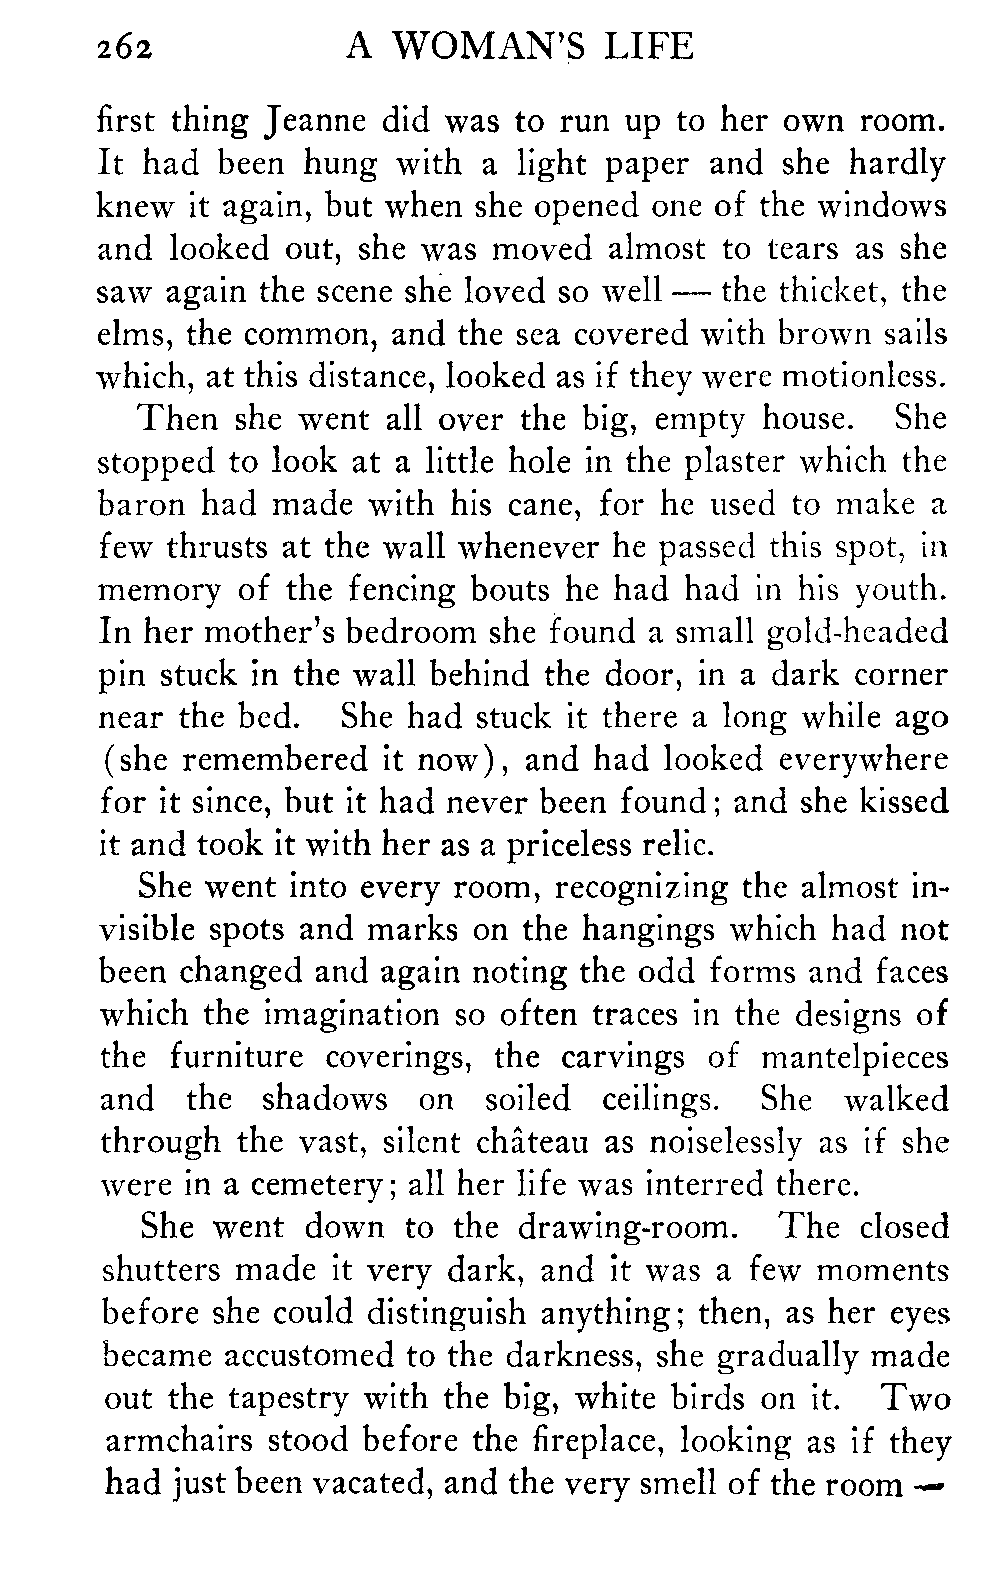 262 A WOMAN'S LIFE
first thing Jeanne did was to run up to her own room.
It had been hung with a light paper and she hardly
knew it again, but when she opened one of the windows
and looked out, she was moved almost to tears as she
saw again the scene she loved so well — the thicket, the
elms, the common, and the sea covered with brown sails
which, at this distance, looked as if they were motionless.
Then she went all over the big, empty house. She
stopped to look at a little hole in the plaster which the
baron had made with his cane, for he used to make a
few thrusts at the wall whenever he passed this spot, in
memory of the fencing bouts he had had in his youth.
In her mother's bedroom she found a small gold-headed
pin stuck in the wall behind the door, in a dark corner
near the bed. She had stuck it there a long while ago
(she remembered it now), and had looked everywhere
for it since, but it had never been found; and she kissed
it and took it with her as a priceless relic.
She went into every room, recognizing the almost in-
visible spots and marks on the hangings which had not
been changed and again noting the odd forms and faces
which the imagination so often traces in the designs of
the furniture coverings, the carvings of mantelpieces
and the shadows on soiled ceilings. She walked
through the vast, silent château as noiselessly as if she
were in a cemetery; all her life was interred there.
She went down to the drawing-room. The closed
shutters made it very dark, and it was a few moments
before she could distinguish anything; then, as her eyes
became accustomed to the darkness, she gradually made
out the tapestry with the big, white birds on it. Two
armchairs stood before the fireplace, looking as if they
had just been vacated, and the very smell of the room —